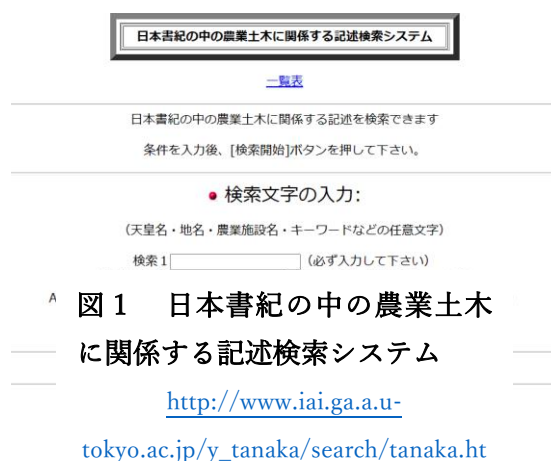 日本書紀の中の農業土木に関係する記述検索システム
一覧表
日本書紀の中の農業土木に関係する記述を検索できます
条件を入力後、[検索開始]ボタンを押して下さい。
● 検索文字の入力:
（天皇名・地名・農業施設名・キーワードなどの任意文字）
検索１ （必ず入力して下さい）
A
図１　日本書紀の中の農業土木
に関係する記述検索システム
http://www.iai.ga.a.u-
tokyo.ac.jp/y_tanaka/search/tanaka.ht